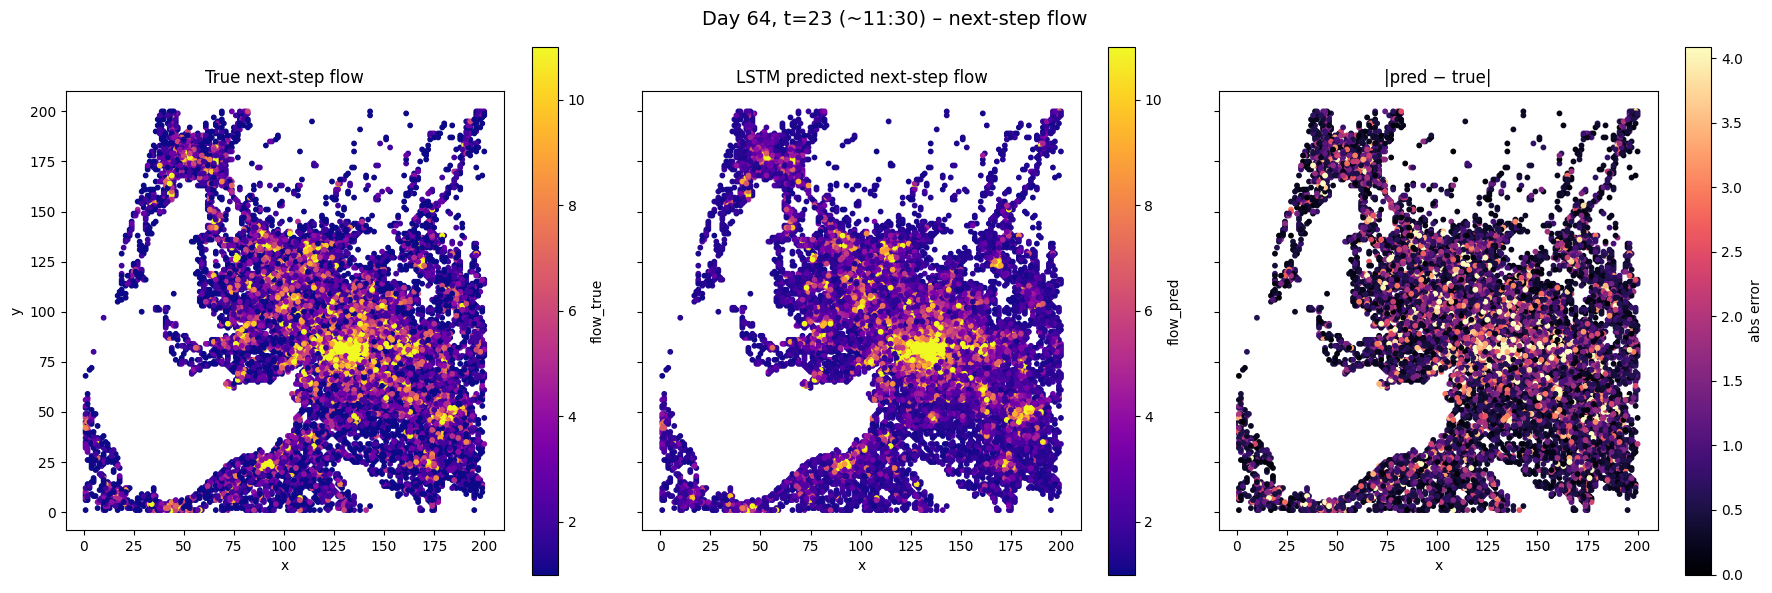 Day 64, t=23 (~11:30) – next-step flow
True next-step flow
LSTM predicted next-step flow
|pred − true|
y
200
175
150
125
100
75
50
25
0
0 25 50 75 100 125 150 175 200
x
10
8
6
4
2
flow_true
0 25 50 75 100 125 150 175 200
x
10
8
6
4
2
flow_pred
0 25 50 75 100 125 150 175 200
x
4.0
3.5
3.0
2.5
2.0
1.5
1.0
0.5
0.0
abs error